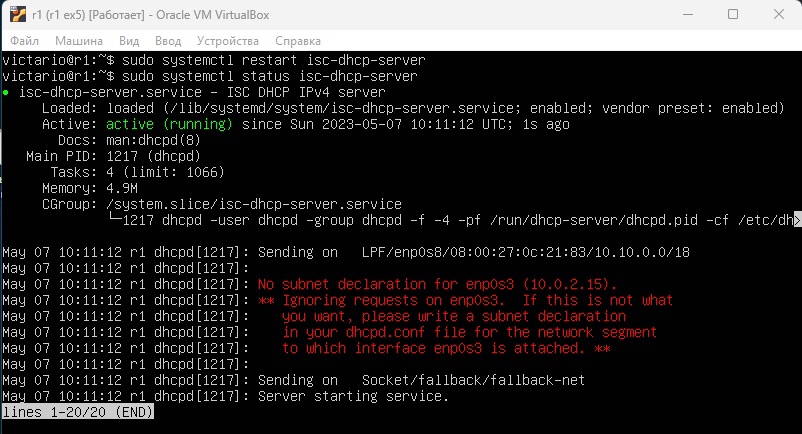 r1 (r1 ex5) [Работает] - Oracle VM VirtualBox
Файл Машина Вид Ввод Устройства Справка
victario@r1:~$ sudo systemctl restart isc-dhcp-server
victario@r1:~$ sudo systemctl status isc-dhcp-server
● isc-dhcp-server.service - ISC DHCP IPv4 server
     Loaded: loaded (/lib/systemd/system/isc-dhcp-server.service; enabled; vendor preset: enabled)
     Active: active (running) since Sun 2023-05-07 10:11:12 UTC; 1s ago
       Docs: man:dhcpd(8)
   Main PID: 1217 (dhcpd)
      Tasks: 4 (limit: 1066)
     Memory: 4.9M
     CGroup: /system.slice/isc-dhcp-server.service
             └─1217 dhcpd -user dhcpd -group dhcpd -f -4 -pf /run/dhcp-server/dhcpd.pid -cf /etc/dh>
May 07 10:11:12 r1 dhcpd[1217]: Sending on   LPF/enp0s8/08:00:27:0c:21:83/10.10.0.0/18
May 07 10:11:12 r1 dhcpd[1217]:
May 07 10:11:12 r1 dhcpd[1217]: No subnet declaration for enp0s3 (10.0.2.15).
May 07 10:11:12 r1 dhcpd[1217]: ** Ignoring requests on enp0s3.  If this is not what
May 07 10:11:12 r1 dhcpd[1217]:    you want, please write a subnet declaration
May 07 10:11:12 r1 dhcpd[1217]:    in your dhcpd.conf file for the network segment
May 07 10:11:12 r1 dhcpd[1217]:    to which interface enp0s3 is attached. **
May 07 10:11:12 r1 dhcpd[1217]:
May 07 10:11:12 r1 dhcpd[1217]: Sending on   Socket/fallback/fallback-net
May 07 10:11:12 r1 dhcpd[1217]: Server starting service.
lines 1-20/20 (END)